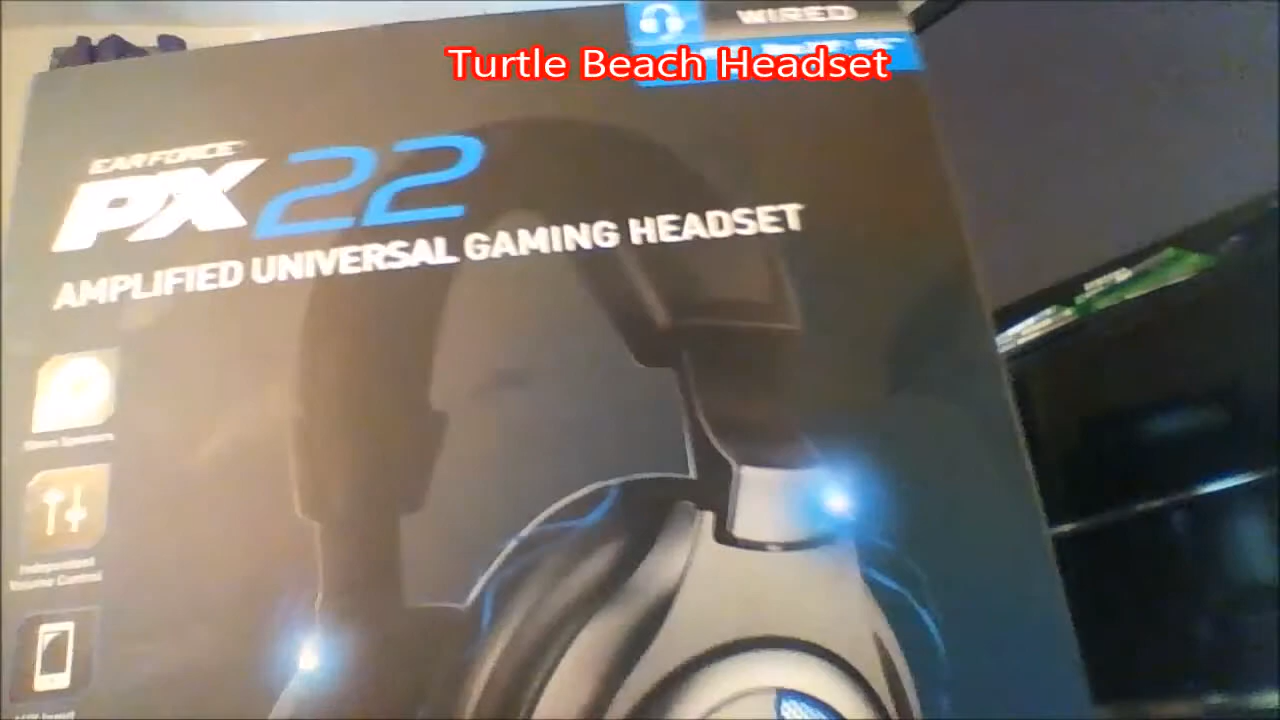 WIRED
Turtle Beach Headset
EAR FORCE
PX22
AMPLIFIED UNIVERSAL GAMING HEADSET
Independent
Volume Control